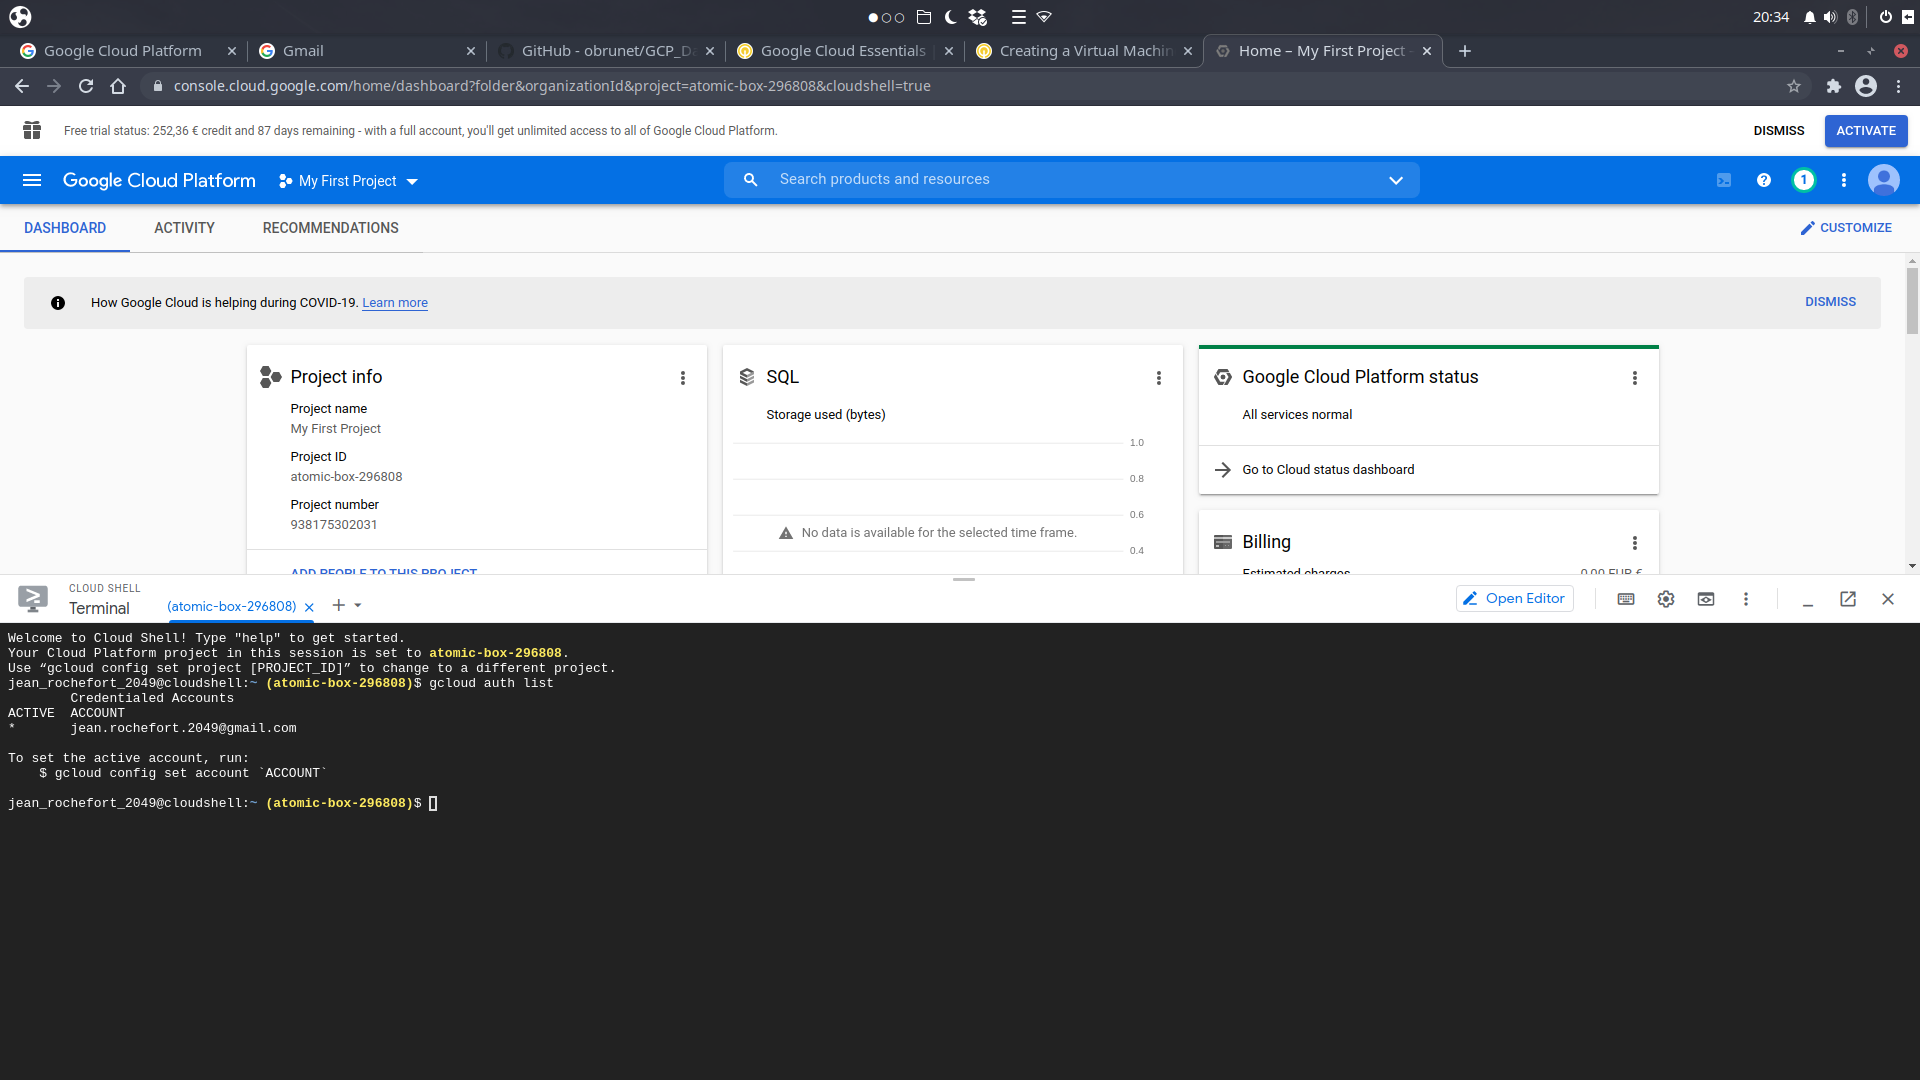 20:34
Google Cloud Platform
Gmail
GitHub - obrunet/GCP_Da
Google Cloud Essentials
Creating a Virtual Machin
Home – My First Project -
console.cloud.google.com/home/dashboard?folder&organizationId&project=atomic-box-296808&cloudshell=true
Free trial status: 252,36 € credit and 87 days remaining - with a full account, you'll get unlimited access to all of Google Cloud Platform.
DISMISS
ACTIVATE
Google Cloud Platform
My First Project
Search products and resources
1
DASHBOARD
ACTIVITY
RECOMMENDATIONS
CUSTOMIZE
How Google Cloud is helping during COVID-19. Learn more
DISMISS
Project info
Project name
My First Project
Project ID
atomic-box-296808
Project number
938175302031
ADD PEOPLE TO THIS PROJECT
SQL
Storage used (bytes)
1.0
0.8
0.6
No data is available for the selected time frame.
0.4
Google Cloud Platform status
All services normal
Go to Cloud status dashboard
Billing
Estimated charges
0.00 EUR €
CLOUD SHELL
Terminal
(atomic-box-296808)
Open Editor
Welcome to Cloud Shell! Type "help" to get started.
Your Cloud Platform project in this session is set to atomic-box-296808.
Use “gcloud config set project [PROJECT_ID]” to change to a different project.
jean_rochefort_2049@cloudshell:~ (atomic-box-296808)$ gcloud auth list
Credentialed Accounts
ACTIVE  ACCOUNT
*       jean.rochefort.2049@gmail.com
To set the active account, run:
$ gcloud config set account `ACCOUNT`
jean_rochefort_2049@cloudshell:~ (atomic-box-296808)$